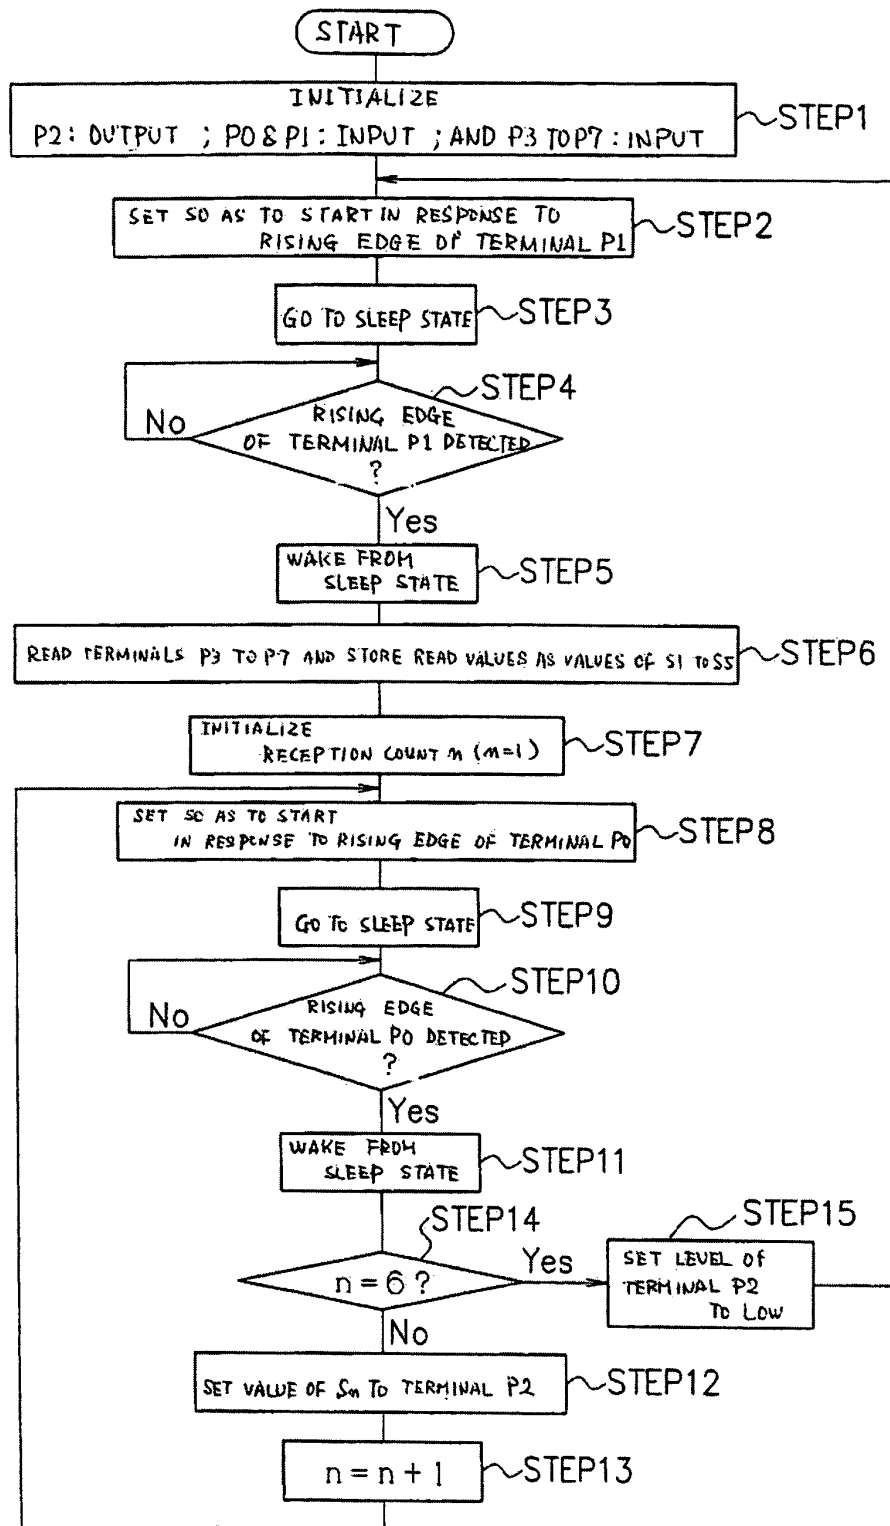 START
INITIALIZE
P2: OUTPUT ; P0 & P1 : INPUT ; AND P3 TO P7 : INPUT
STEP1
SET SO AS TO START IN RESPONSE TO
RISING EDGE OF TERMINAL P1
STEP2
GO TO SLEEP STATE
STEP3
STEP4
RISING EDGE
OF TERMINAL P1 DETECTED
?
No
Yes
WAKE FROM
SLEEP STATE
STEP5
READ TERMINALS P3 TO P7 AND STORE READ VALUES AS VALUES OF S1 TO S5
STEP6
INITIALIZE
RECEPTION COUNT n (n=1)
STEP7
SET SO AS TO START
IN RESPONSE TO RISING EDGE OF TERMINAL P0
STEP8
GO TO SLEEP STATE
STEP9
STEP10
RISING EDGE
OF TERMINAL P0 DETECTED
?
No
Yes
WAKE FROM
SLEEP STATE
STEP11
STEP14
n = 6 ?
Yes
STEP15
SET LEVEL OF
TERMINAL P2
TO LOW
No
SET VALUE OF Sn TO TERMINAL P2
STEP12
n = n + 1
STEP13